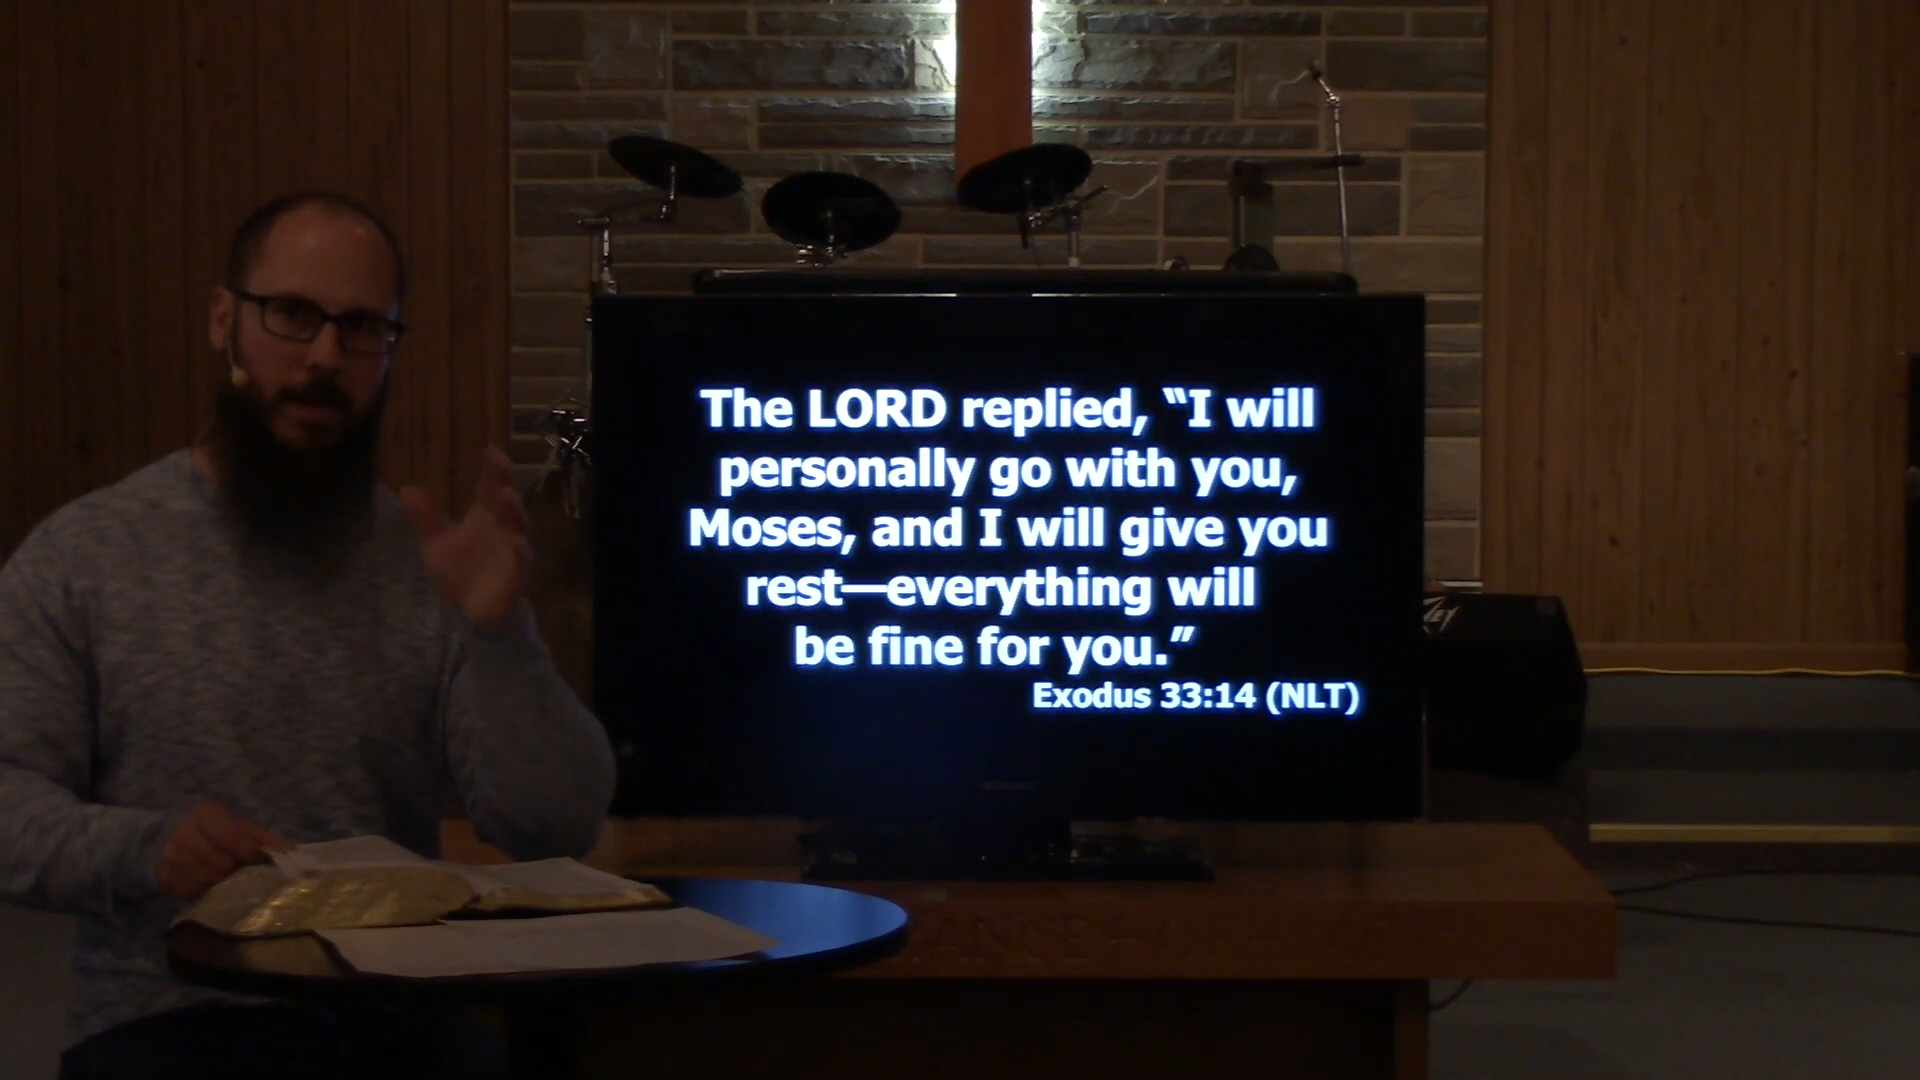 The LORD replied, “I will
personally go with you,
Moses, and I will give you
rest—everything will
be fine for you.”
Exodus 33:14 (NLT)